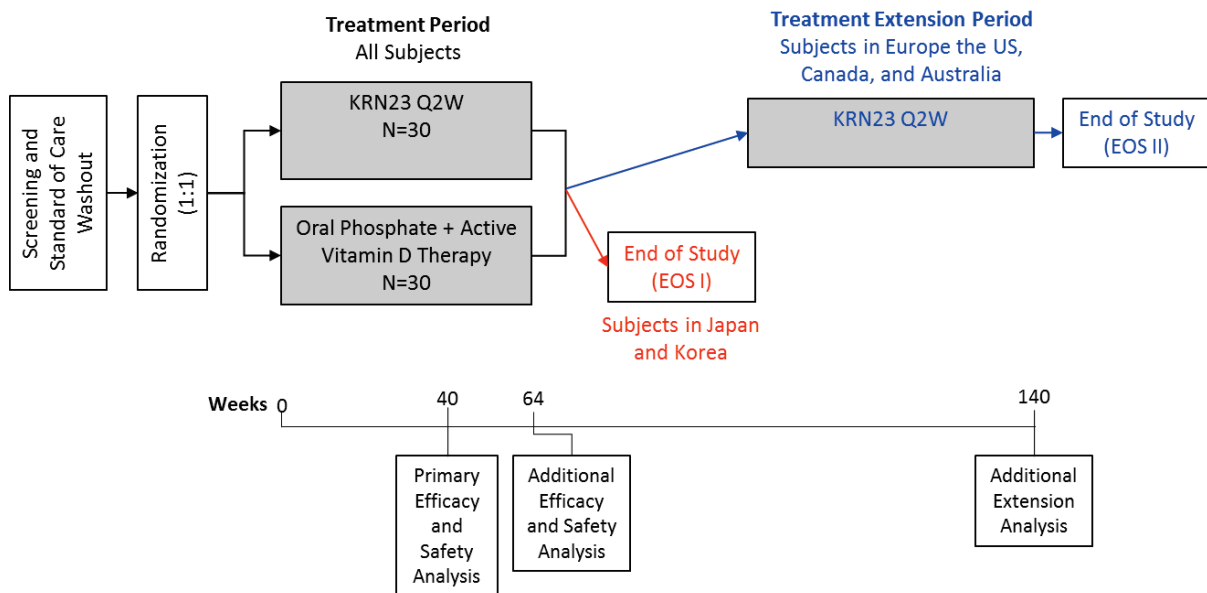 Treatment Period
All Subjects
Treatment Extension Period
Subjects in Europe the US,
Canada, and Australia
Screening and
Standard of Care
Washout
Randomization
(1:1)
KRN23 Q2W
N=30
Oral Phosphate + Active
Vitamin D Therapy
N=30
KRN23 Q2W
End of Study
(EOS II)
End of Study
(EOS I)
Subjects in Japan
and Korea
Weeks 0 40 64 140
Primary
Efficacy
and
Safety
Analysis
Additional
Efficacy
and Safety
Analysis
Additional
Extension
Analysis